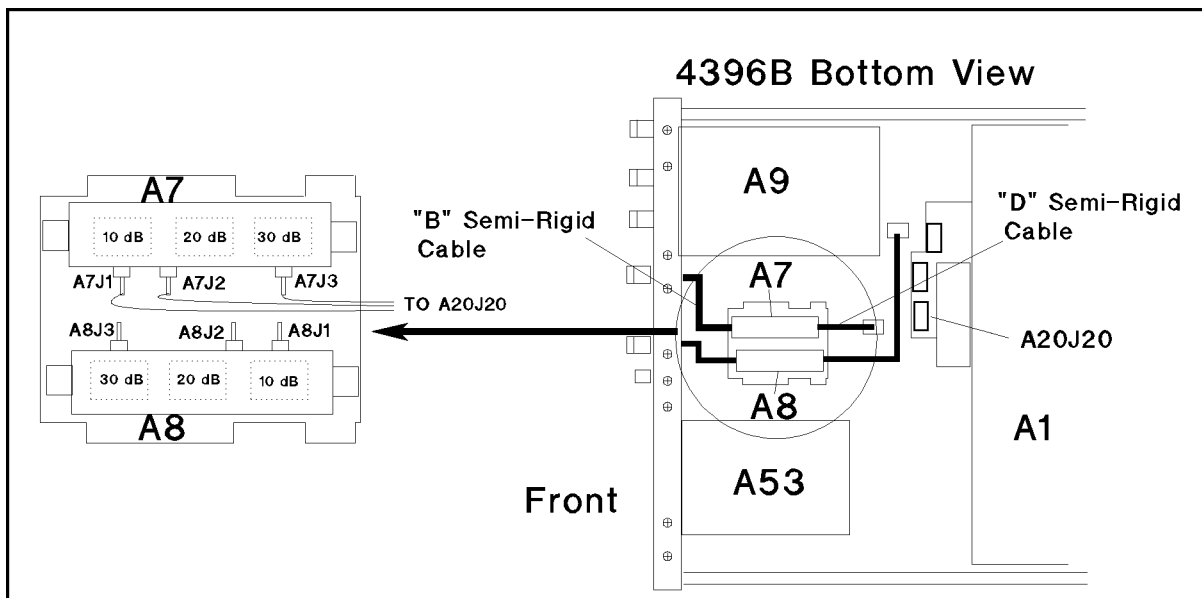 4396B Bottom View
A7
10 dB
20 dB
30 dB
A7J1
A7J2
A7J3
TO A20J20
A8J3
A8J2
A8J1
30 dB
20 dB
10 dB
A8
"B" Semi-Rigid
Cable
A9
"D" Semi-Rigid
Cable
A7
A20J20
A8
A1
A53
Front